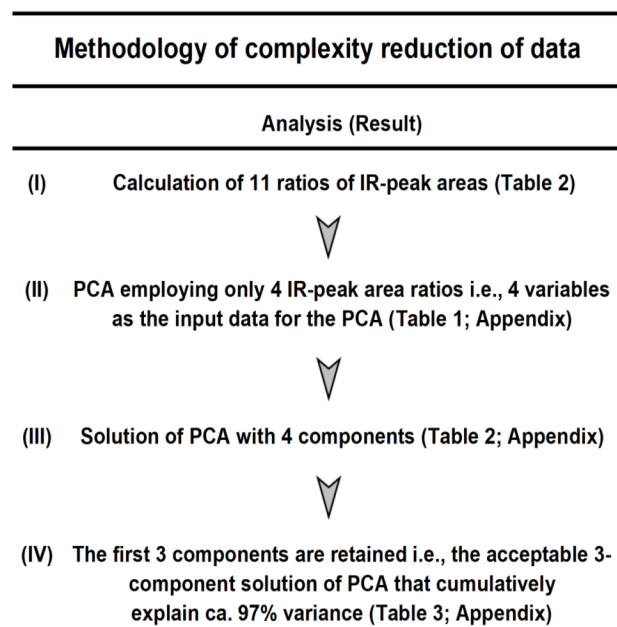 Methodology of complexity reduction of data
Analysis (Result)
(I) Calculation of 11 ratios of IR-peak areas (Table 2)
(II) PCA employing only 4 IR-peak area ratios i.e., 4 variables
as the input data for the PCA (Table 1; Appendix)
(III) Solution of PCA with 4 components (Table 2; Appendix)
(IV) The first 3 components are retained i.e., the acceptable 3-
component solution of PCA that cumulatively
explain ca. 97% variance (Table 3; Appendix)